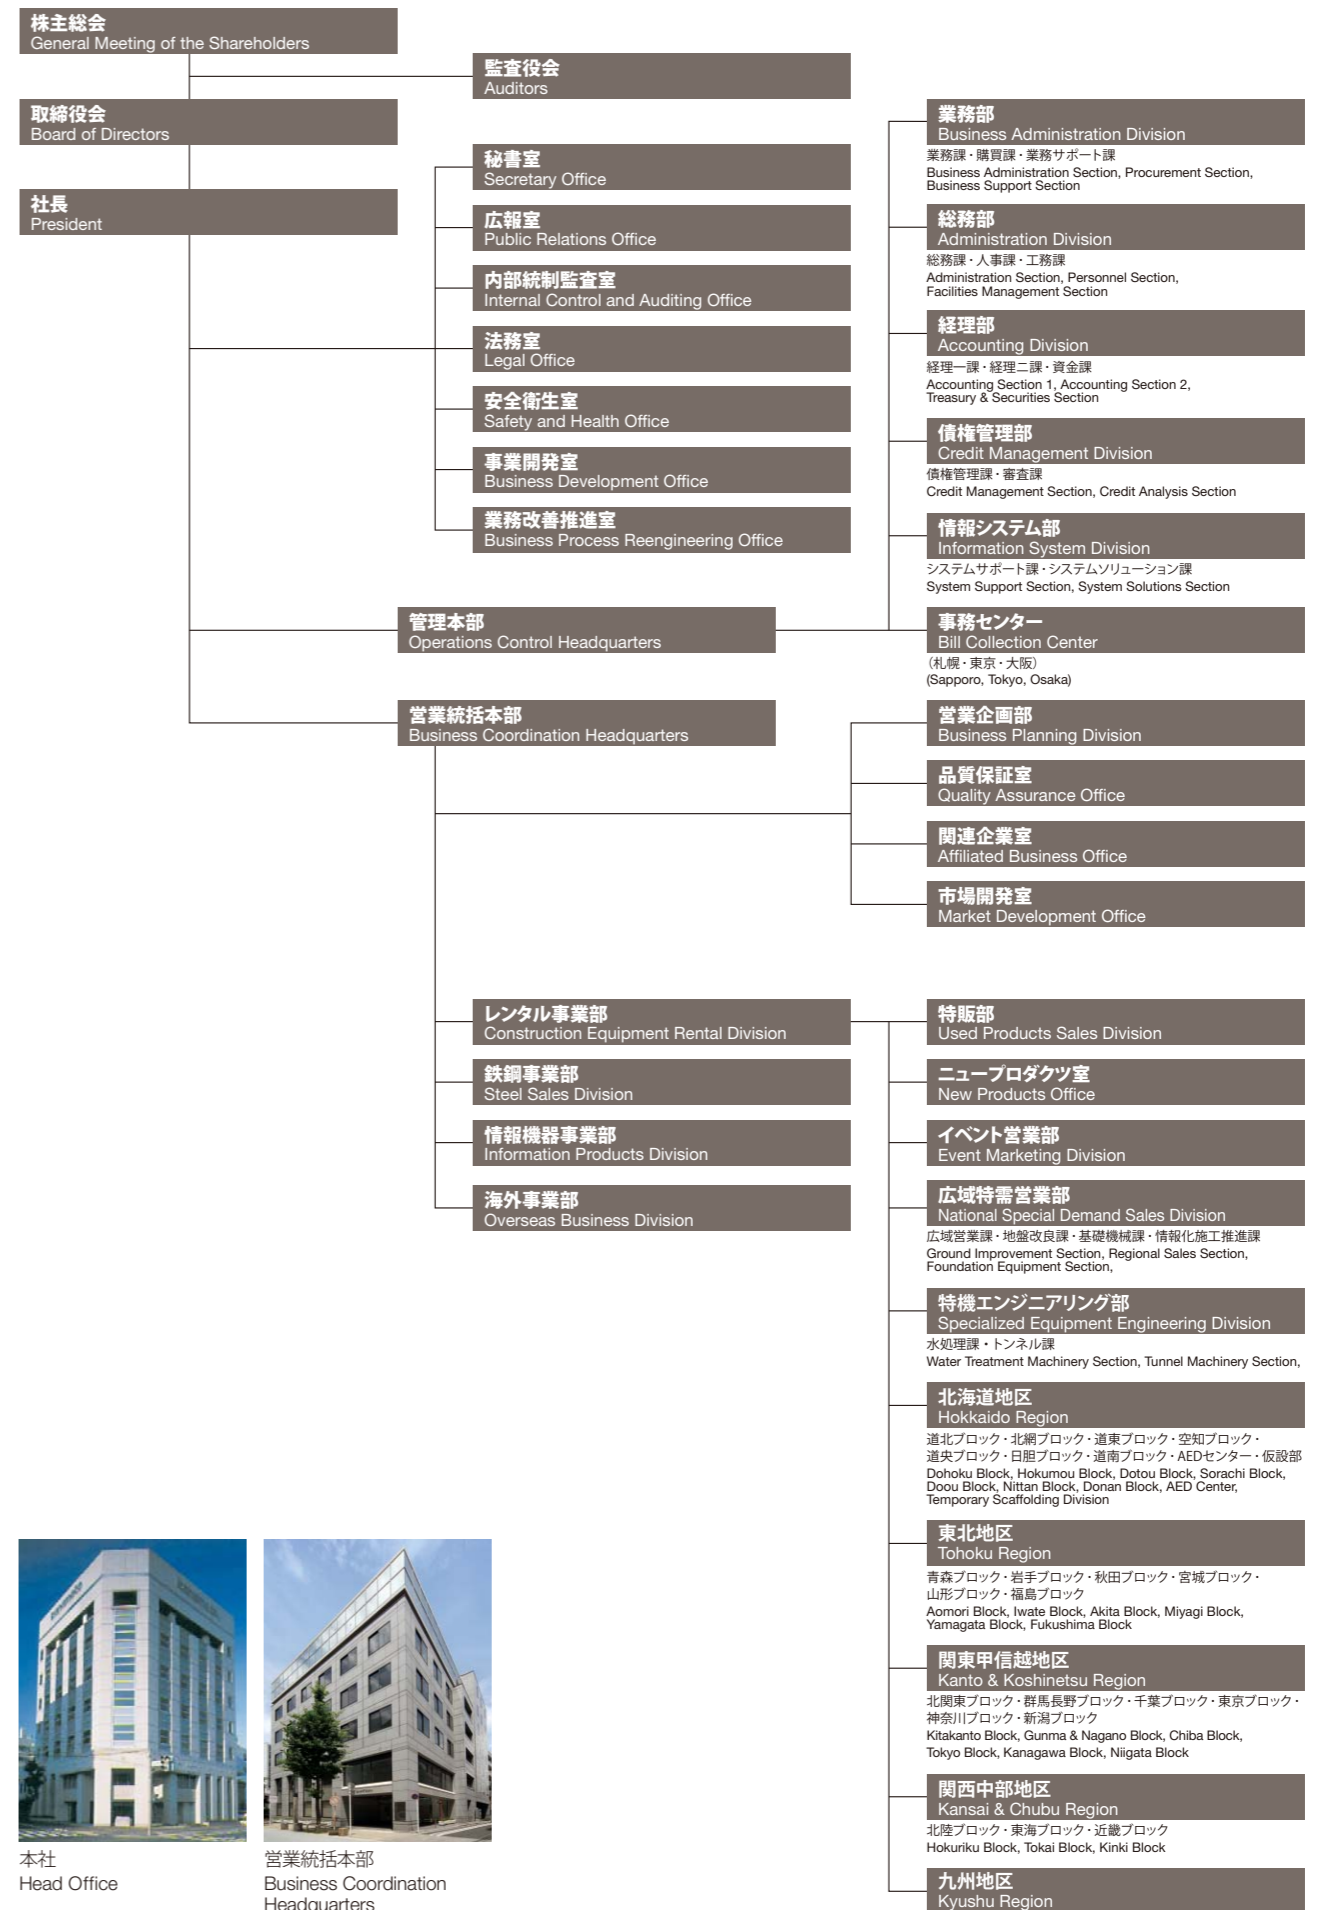 株主総会
General Meeting of the Shareholders
監査役会
Auditors
取締役会
Board of Directors
社長
President
秘書室
Secretary Office
広報室
Public Relations Office
内部統制監査室
Internal Control and Auditing Office
法務室
Legal Office
安全衛生室
Safety and Health Office
事業開発室
Business Development Office
業務改善推進室
Business Process Reengineering Office
管理本部
Operations Control Headquarters
業務部
Business Administration Division
業務課・購買課・業務サポート課
Business Administration Section, Procurement Section,
Business Support Section
総務部
Administration Division
総務課・人事課・工務課
Administration Section, Personnel Section,
Facilities Management Section
経理部
Accounting Division
経理一課・経理二課・資金課
Accounting Section 1, Accounting Section 2,
Treasury & Securities Section
債権管理部
Credit Management Division
債権管理課・審査課
Credit Management Section, Credit Analysis Section
情報システム部
Information System Division
システムサポート課・システムソリューション課
System Support Section, System Solutions Section
事務センター
Bill Collection Center
(札幌・東京・大阪)
(Sapporo, Tokyo, Osaka)
営業統括本部
Business Coordination Headquarters
営業企画部
Business Planning Division
品質保証室
Quality Assurance Office
関連企業室
Affiliated Business Office
市場開発室
Market Development Office
レンタル事業部
Construction Equipment Rental Division
鉄鋼事業部
Steel Sales Division
情報機器事業部
Information Products Division
海外事業部
Overseas Business Division
特販部
Used Products Sales Division
ニュープロダクツ室
New Products Office
イベント営業部
Event Marketing Division
広域特需営業部
National Special Demand Sales Division
広域営業課・地盤改良課・基礎機械課・情報化施工推進課
Ground Improvement Section, Regional Sales Section,
Foundation Equipment Section,
特機エンジニアリング部
Specialized Equipment Engineering Division
水処理課・トンネル課
Water Treatment Machinery Section, Tunnel Machinery Section,
北海道地区
Hokkaido Region
道北ブロック・北網ブロック・道東ブロック・空知ブロック・
道央ブロック・日胆ブロック・道南ブロック・AEDセンター・仮設部
Dohoku Block, Hokumou Block, Dotou Block, Sorachi Block,
Doou Block, Nittan Block, Donan Block, AED Center,
Temporary Scaffolding Division
東北地区
Tohoku Region
青森ブロック・岩手ブロック・秋田ブロック・宮城ブロック・
山形ブロック・福島ブロック
Aomori Block, Iwate Block, Akita Block, Miyagi Block,
Yamagata Block, Fukushima Block
関東甲信越地区
Kanto & Koshinetsu Region
北関東ブロック・群馬長野ブロック・千葉ブロック・東京ブロック・
神奈川ブロック・新潟ブロック
Kitakanto Block, Gunma & Nagano Block, Chiba Block,
Tokyo Block, Kanagawa Block, Niigata Block
関西中部地区
Kansai & Chubu Region
北陸ブロック・東海ブロック・近畿ブロック
Hokuriku Block, Tokai Block, Kinki Block
九州地区
Kyushu Region
本社
Head Office
営業統括本部
Business Coordination
Headquarters